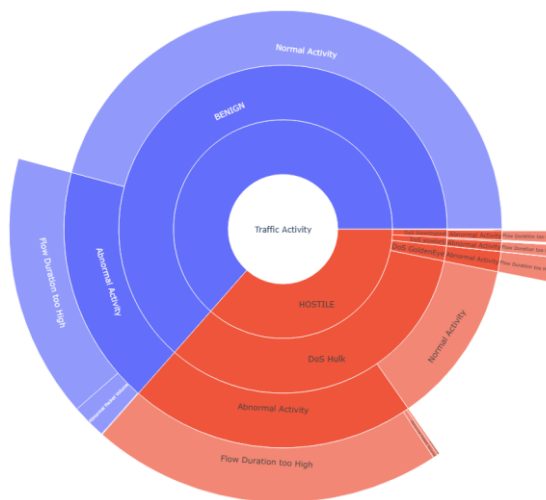 Normal Activity
BENIGN
Traffic Activity
Abnormal Activity
Flow Duration too High
Abnormal Activity
Flow Duration too
Abnormal Activity
Flow Duration too
DoS GoldenEye
Abnormal Activity
Flow Duration too
HOSTILE
DoS Hulk
Normal Activity
Abnormal Activity
Flow Duration too High